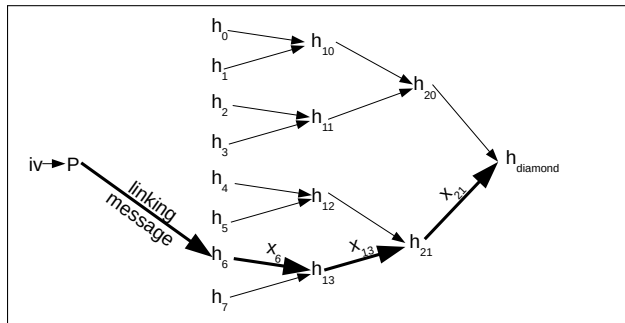 h0
h10
h1
h20
h2
h11
h3
hdiamond
iv P
h4
x21
linking
message
h12
h5
h6
x6
x13
h21
h13
h7